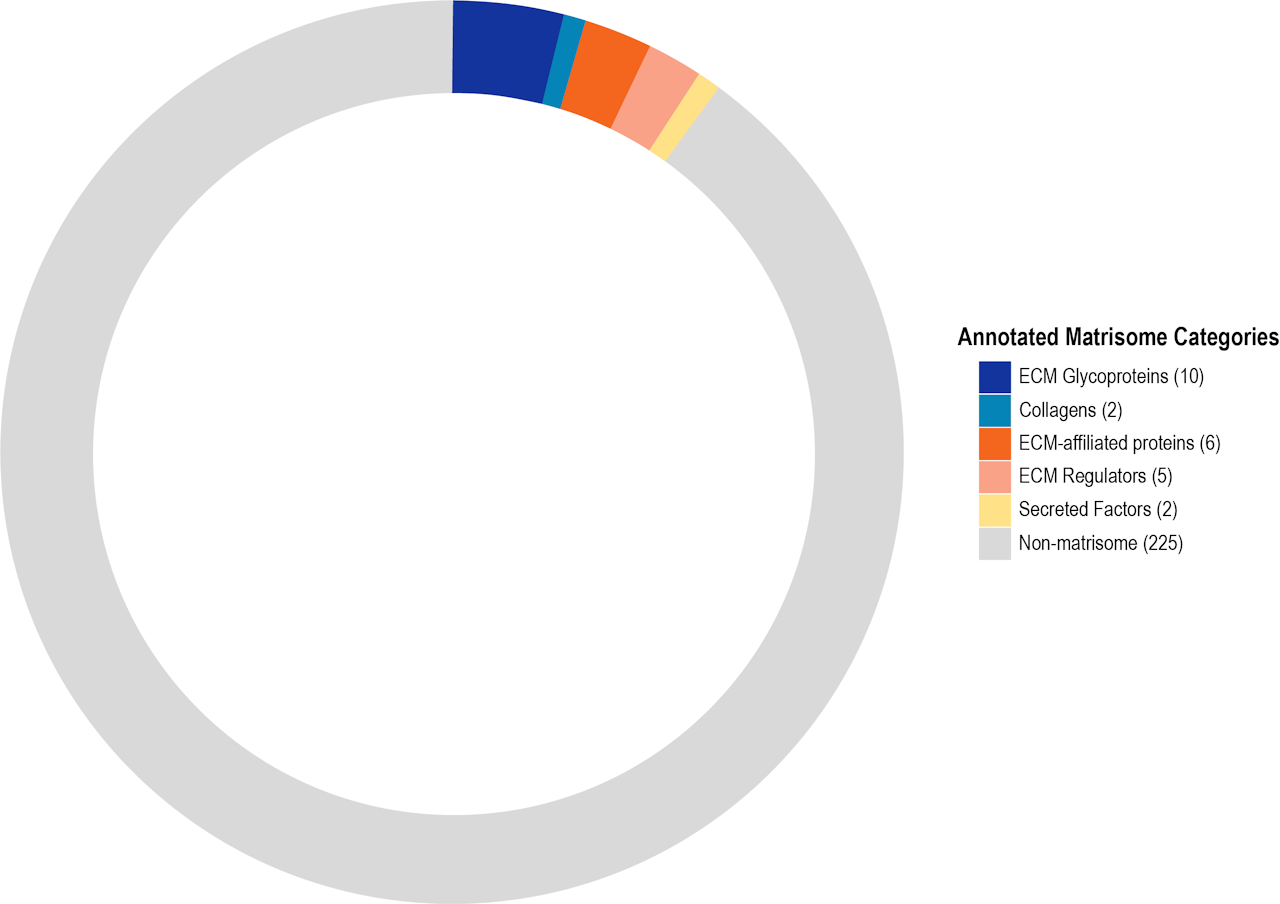 Annotated Matrisome Categories
ECM Glycoproteins (10)
Collagens (2)
ECM-affiliated proteins (6)
ECM Regulators (5)
Secreted Factors (2)
Non-matrisome (225)